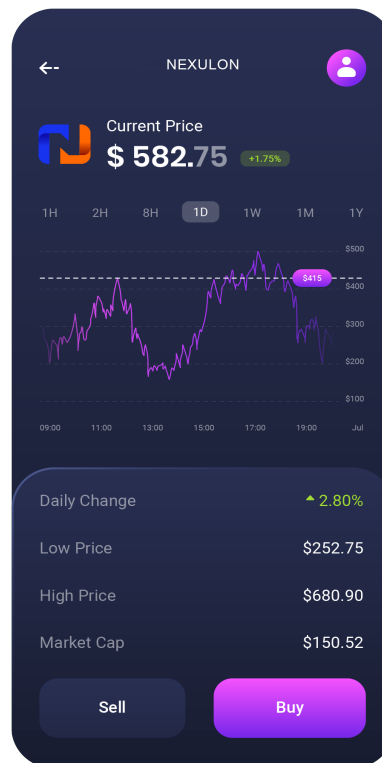 NEXULON
Current Price
$ 582.75 +1.75%
1H 2H 8H 1D 1W 1M 1Y
$500
$415
$400
$300
$200
$100
09:00 11:00 13:00 15:00 17:00 19:00 Jul
Daily Change 2.80%
Low Price $252.75
High Price $680.90
Market Cap $150.52
Sell Buy